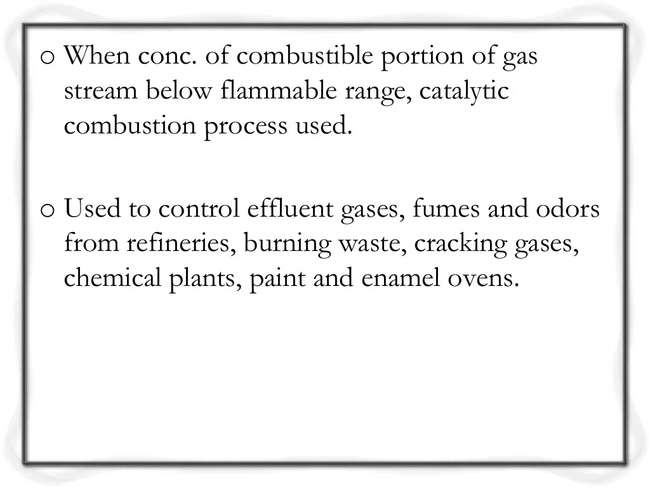 o When conc. of combustible portion of gas
stream below flammable range, catalytic
combustion process used.
o Used to control effluent gases, fumes and odors
from refineries, burning waste, cracking gases,
chemical plants, paint and enamel ovens.